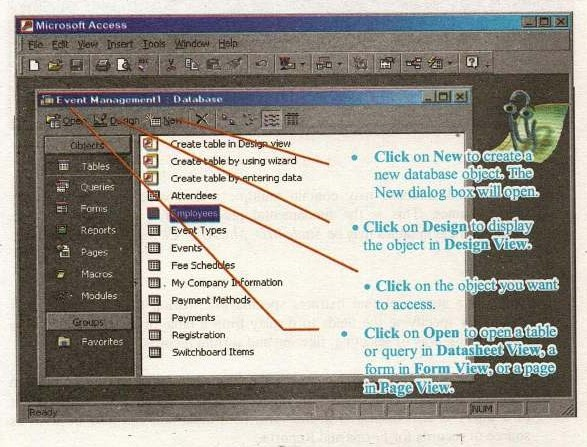 Microsoft Access
File Edit View Insert Tools Window Help
Event Management1 : Database
Open Design New
Objects
Tables
Queries
Forms
Reports
Pages
Macros
Modules
Groups
Favorites
Create table in Design view
Create table by using wizard
Create table by entering data
Attendees
Employees
Event Types
Events
Fee Schedules
My Company Information
Payment Methods
Payments
Registration
Switchboard Items
• Click on New to create a
new database object. The
New dialog box will open.
• Click on Design to display
the object in Design View.
• Click on the object you want
to access.
• Click on Open to open a table
or query in Datasheet View, a
form in Form View, or a page
in Page View.
Ready
NUM